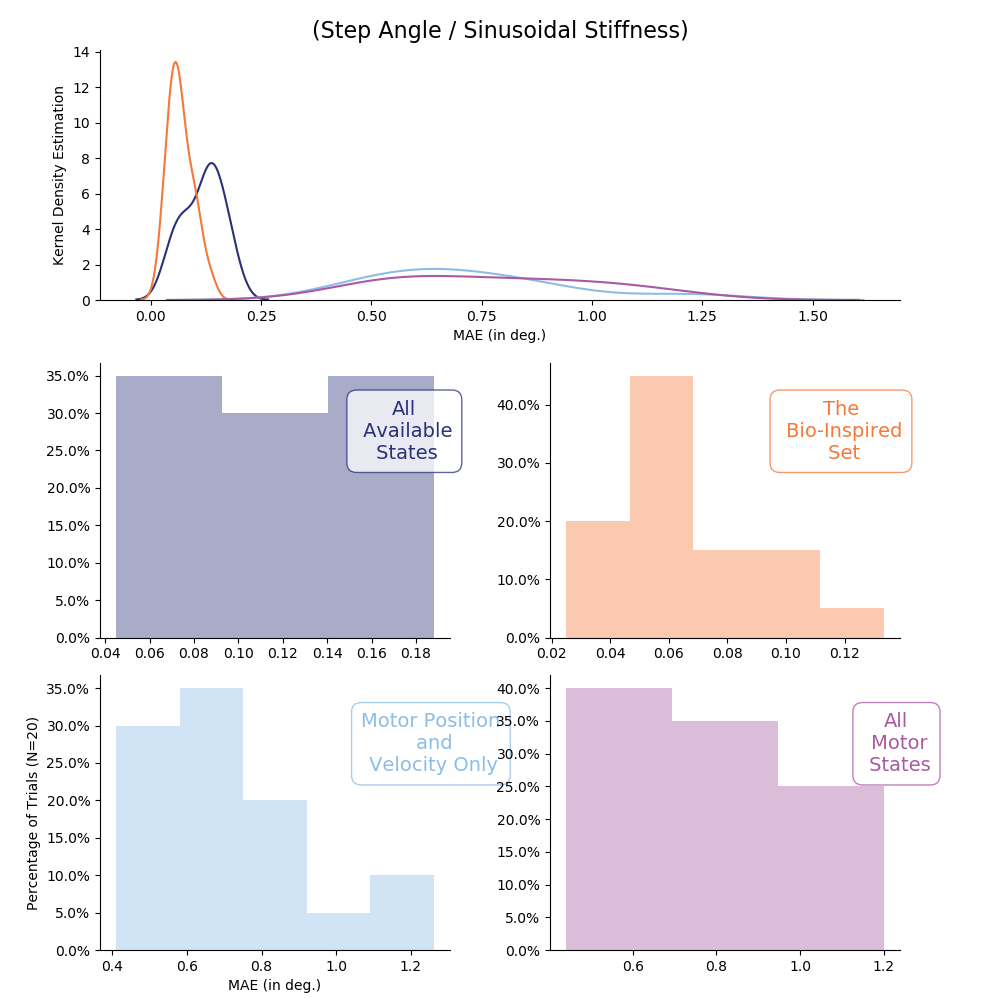 (Step Angle / Sinusoidal Stiffness)
14
12
10
8
6
4
2
0
Kernel Density Estimation
0.00 0.25 0.50 0.75 1.00 1.25 1.50
MAE (in deg.)
35.0%
30.0%
25.0%
20.0%
15.0%
10.0%
5.0%
0.0%
0.04 0.06 0.08 0.10 0.12 0.14 0.16 0.18
All
Available
States
40.0%
30.0%
20.0%
10.0%
0.0%
0.02 0.04 0.06 0.08 0.10 0.12
The
Bio-Inspired
Set
35.0%
30.0%
25.0%
20.0%
15.0%
10.0%
5.0%
0.0%
Percentage of Trials (N=20)
0.4 0.6 0.8 1.0 1.2
MAE (in deg.)
Motor Position
and
Velocity Only
40.0%
35.0%
30.0%
25.0%
20.0%
15.0%
10.0%
5.0%
0.0%
0.6 0.8 1.0 1.2
All
Motor
States